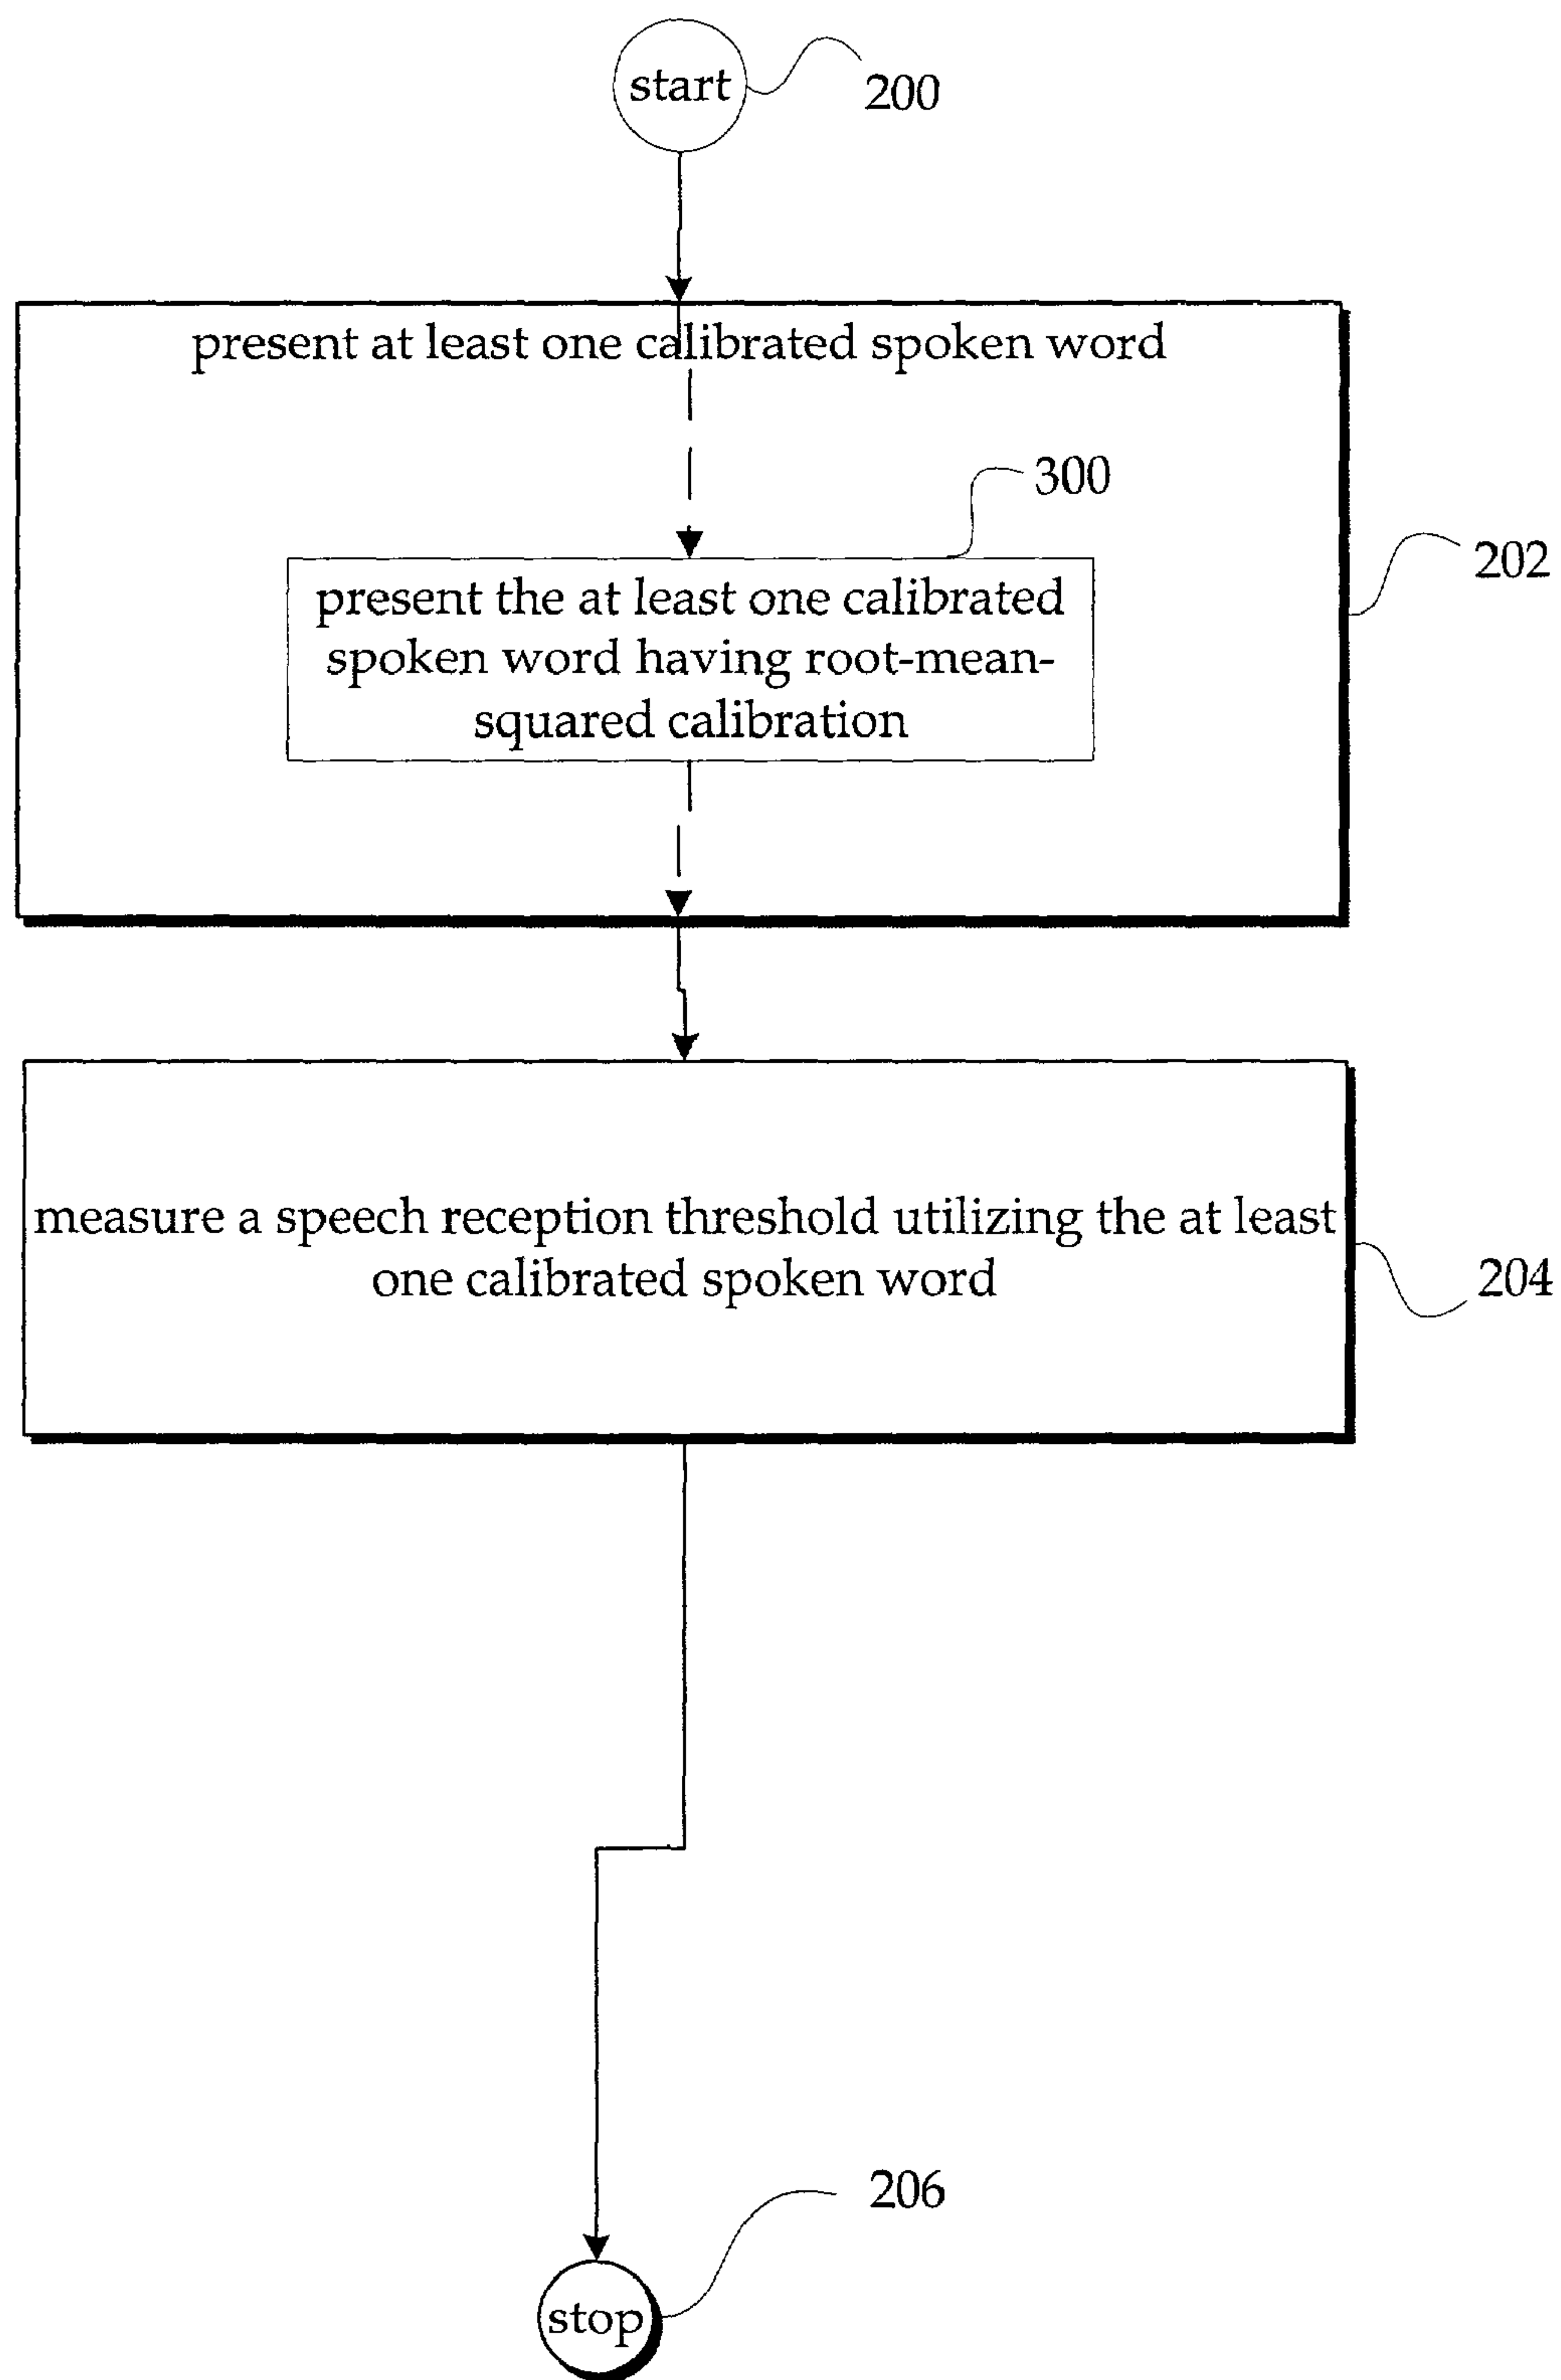 start
200
present at least one calibrated spoken word
300
present the at least one calibrated
spoken word having root-mean-
squared calibration
202
measure a speech reception threshold utilizing the at least
one calibrated spoken word
204
206
stop